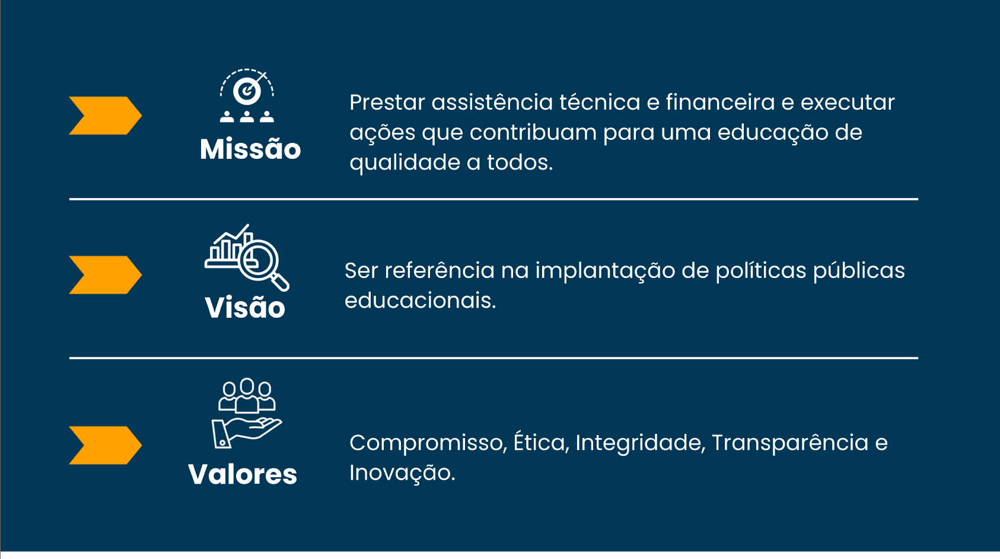 Missão
Prestar assistência técnica e financeira e executar
ações que contribuam para uma educação de
qualidade a todos.
Visão
Ser referência na implantação de políticas públicas
educacionais.
Valores
Compromisso, Ética, Integridade, Transparência e
Inovação.